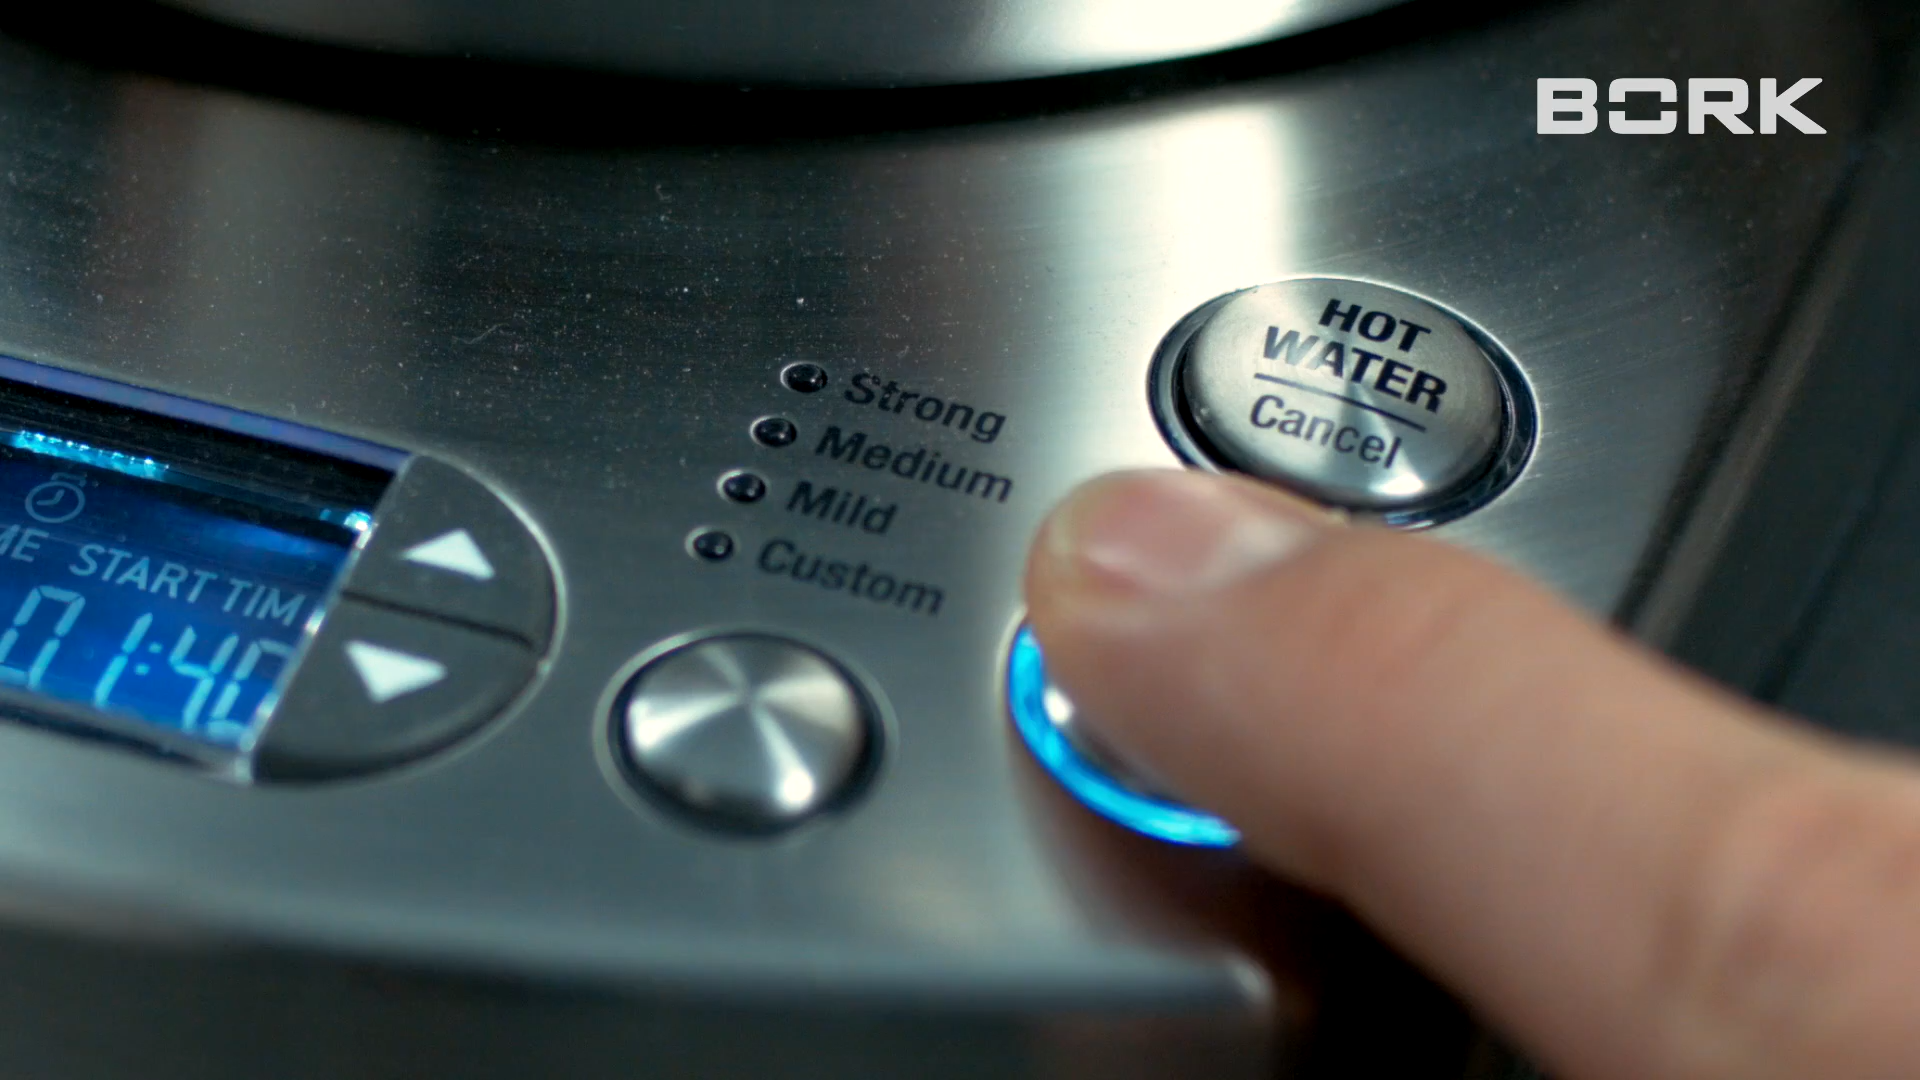 BORK
HOT
WATER
Cancel
Strong
Medium
Mild
Custom
START TIM
01:40